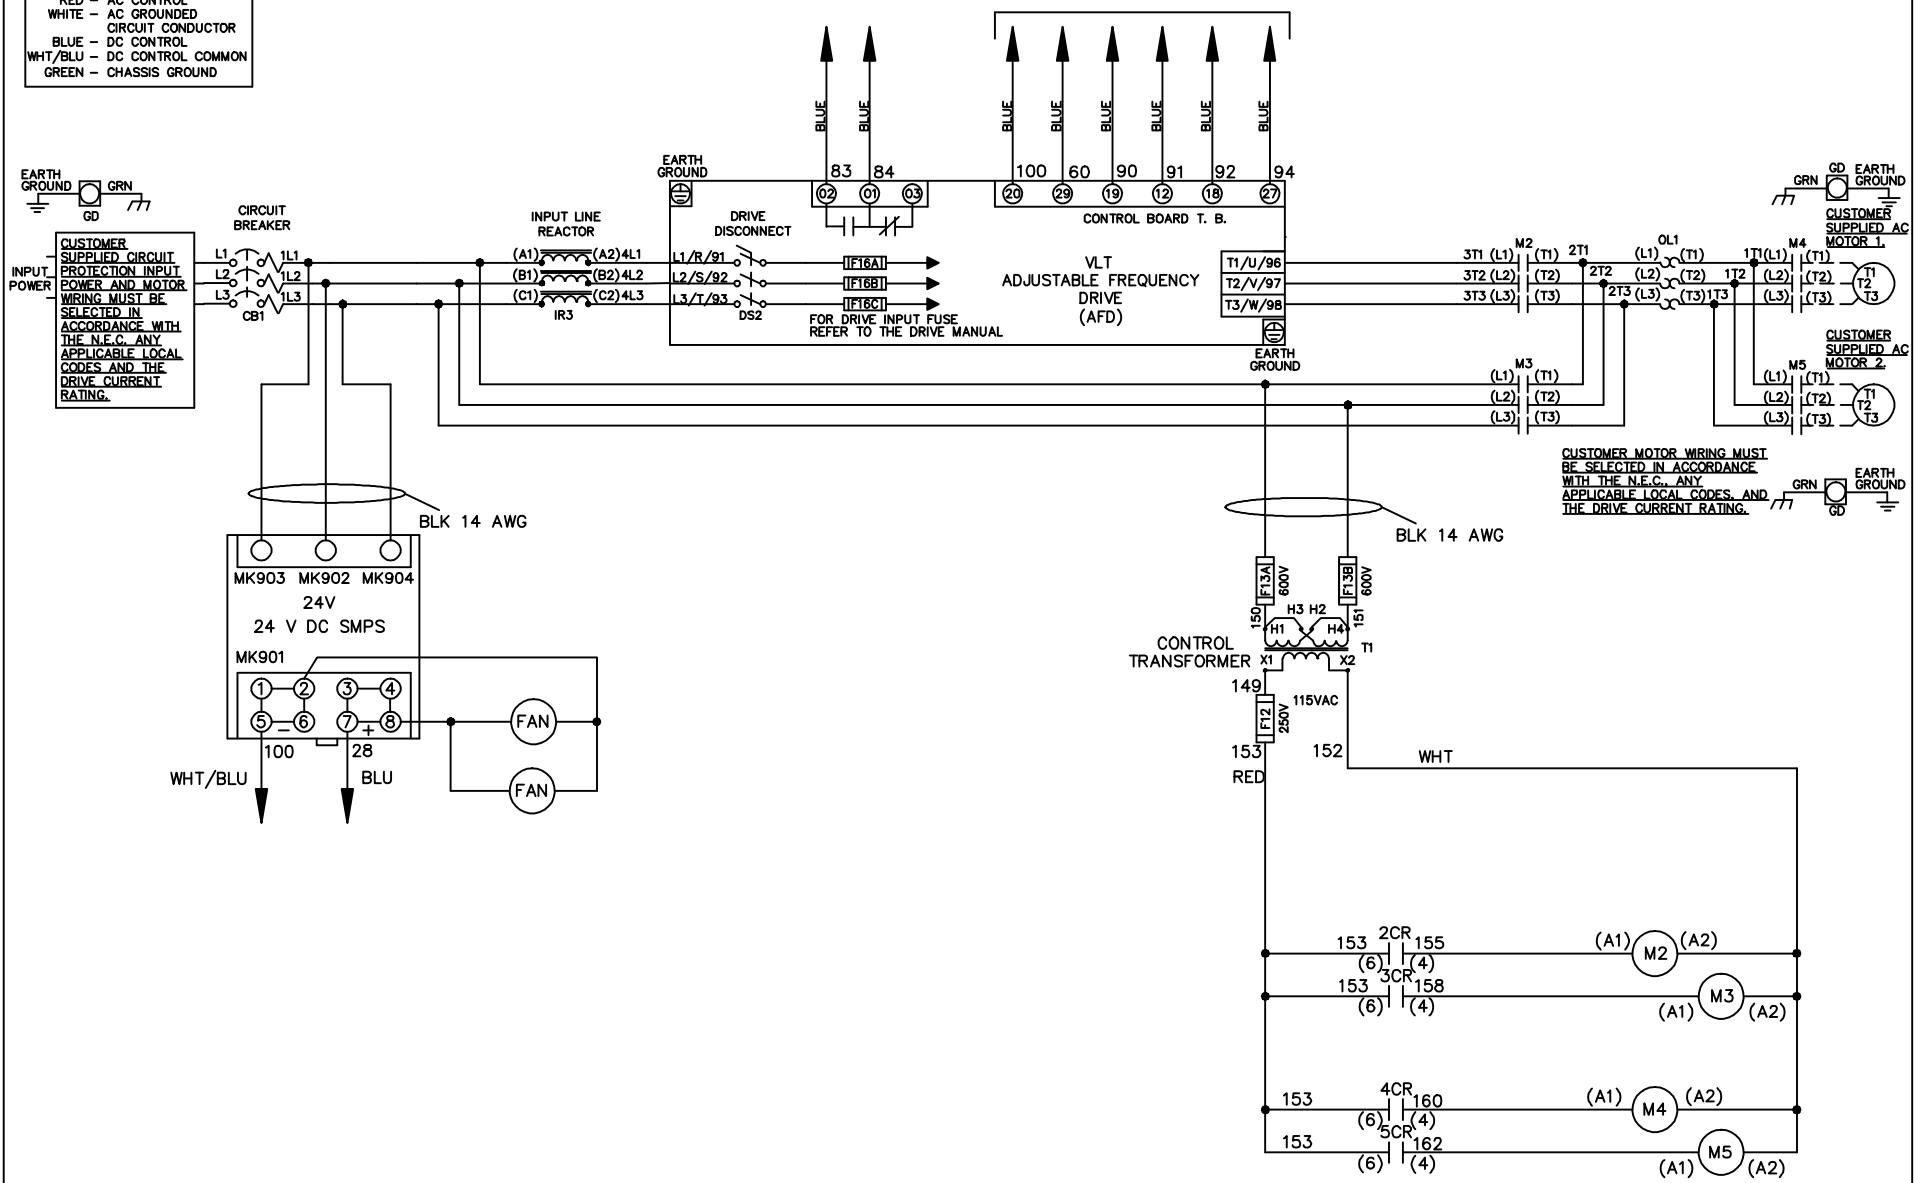 RED – AC CONTROL
WHITE – AC GROUNDED
CIRCUIT CONDUCTOR
BLUE – DC CONTROL
WHT/BLU – DC CONTROL COMMON
GREEN – CHASSIS GROUND
BLUE
BLUE
BLUE
BLUE
BLUE
BLUE
BLUE
BLUE
EARTH
GROUND
GRN
GD
CIRCUIT
BREAKER
INPUT LINE
REACTOR
EARTH
GROUND
DRIVE
DISCONNECT
83 84
02 01 03
100 60 90 91 92 94
20 29 19 12 18 27
CONTROL BOARD T. B.
GD EARTH
GRN GROUND
CUSTOMER
SUPPLIED AC
MOTOR 1.
INPUT
POWER
CUSTOMER
SUPPLIED CIRCUIT
PROTECTION INPUT
POWER AND MOTOR
WIRING MUST BE
SELECTED IN
ACCORDANCE WITH
THE N.E.C. ANY
APPLICABLE LOCAL
CODES AND THE
DRIVE CURRENT
RATING.
L1 1L1 (A1) (A2) 4L1 L1/R/91 F16A
L2 1L2 (B1) (B2) 4L2 L2/S/92 F16B
L3 1L3 (C1) (C2) 4L3 L3/T/93 F16C
CB1 IR3 DS2
FOR DRIVE INPUT FUSE
REFER TO THE DRIVE MANUAL
VLT
ADJUSTABLE FREQUENCY
DRIVE
(AFD)
T1/U/96
T2/V/97
T3/W/98
EARTH
GROUND
M2 OL1 M4
3T1 (L1) (T1) 2T1 (L1) (T1) 1T1 (L1) (T1) T1
3T2 (L2) (T2) 2T2 (L2) (T2) 1T2 (L2) (T2) T2
3T3 (L3) (T3) 2T3 (L3) (T3) 1T3 (L3) (T3) T3
CUSTOMER
SUPPLIED AC
MOTOR 2.
M3 M5
(L1) (T1) (L1) (T1) T1
(L2) (T2) (L2) (T2) T2
(L3) (T3) (L3) (T3) T3
CUSTOMER MOTOR WIRING MUST
BE SELECTED IN ACCORDANCE
WITH THE N.E.C., ANY
APPLICABLE LOCAL CODES, AND
THE DRIVE CURRENT RATING.
EARTH
GRN GROUND
GD
BLK 14 AWG
BLK 14 AWG
MK903 MK902 MK904
24V
24 V DC SMPS
MK901
1 2 3 4
5 6 7 8
– +
100 28
WHT/BLU BLU
FAN
FAN
F13A 600V
F13B 600V
150 151
H3 H2
H1 H4
T1
CONTROL
TRANSFORMER
X1 X2
149
115VAC
F12 250V
153 152
RED
WHT
2CR
153 155 (A1) M2 (A2)
(6) (4)
3CR
153 158 M3
(6) (4) (A1) (A2)
4CR
153 160 (A1) M4 (A2)
(6) (4)
5CR
153 162 M5
(6) (4) (A1) (A2)